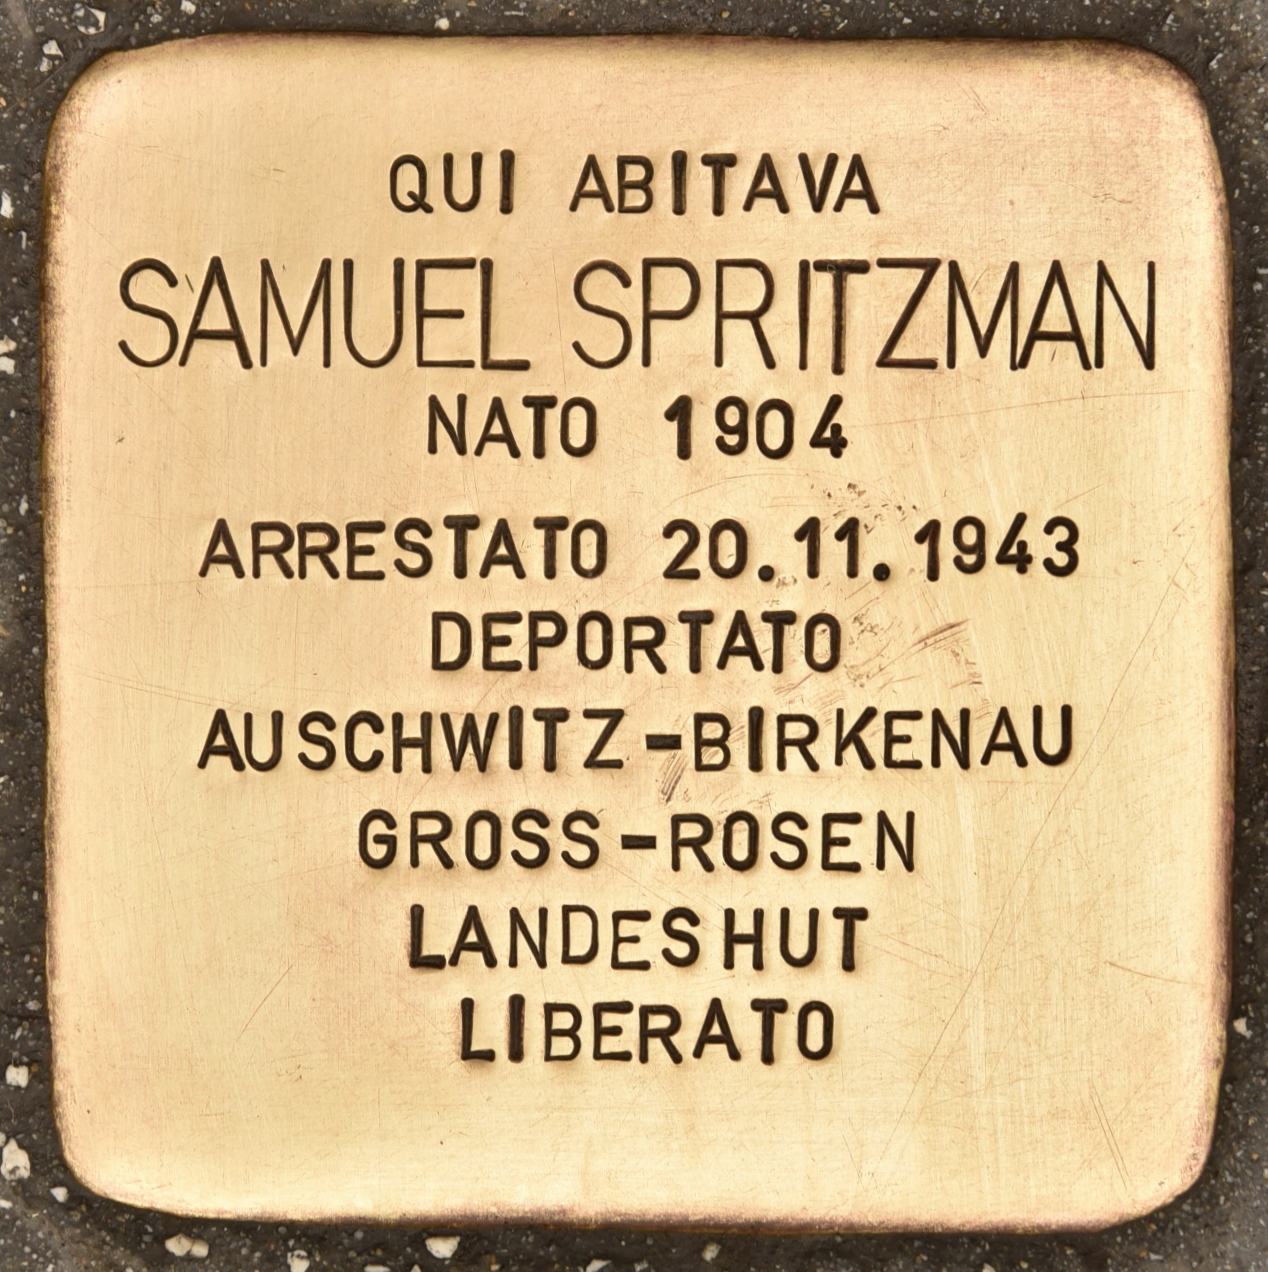 QUI ABITAVA
SAMUEL SPRITZMAN
NATO 1904
ARRESTATO 20.11.1943
DEPORTATO
AUSCHWITZ-BIRKENAU
GROSS-ROSEN
LANDESHUT
LIBERATO